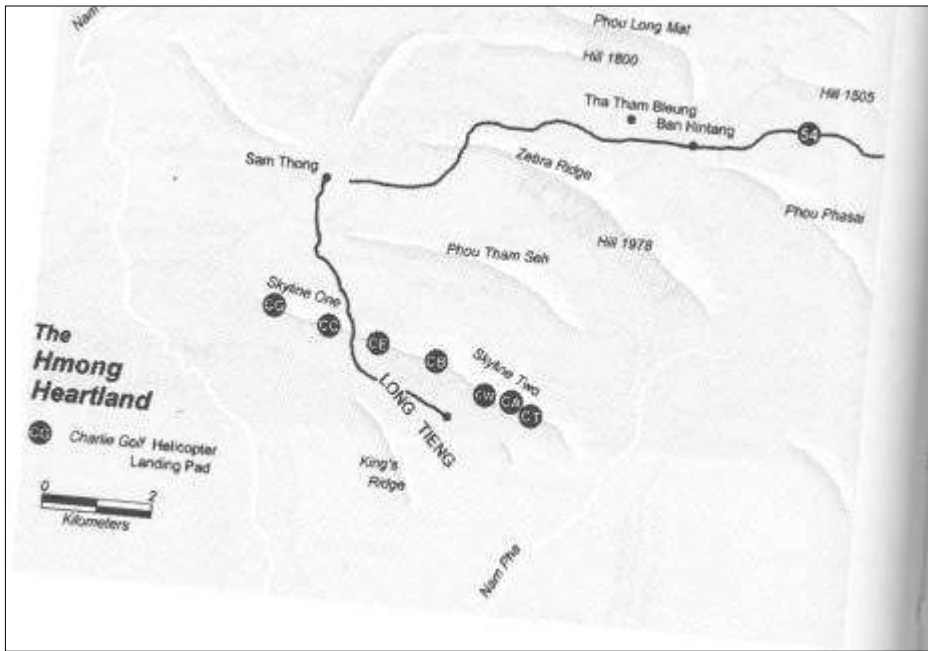 Phou Long Mat
Hill 1800
Hill 1505
Tha Tham Bleung
Ban Hintang
54
Sam Thong
Zebra Ridge
Phou Phasai
Hill 1978
Phou Tham Seh
Skyline One
CG
CC
CE
CB
Skyline Two
CW
CA
CT
LONG TIENG
King's
Ridge
Nam Pha
The
Hmong
Heartland
CG
Charlie Golf Helicopter
Landing Pad
0 2
Kilometers